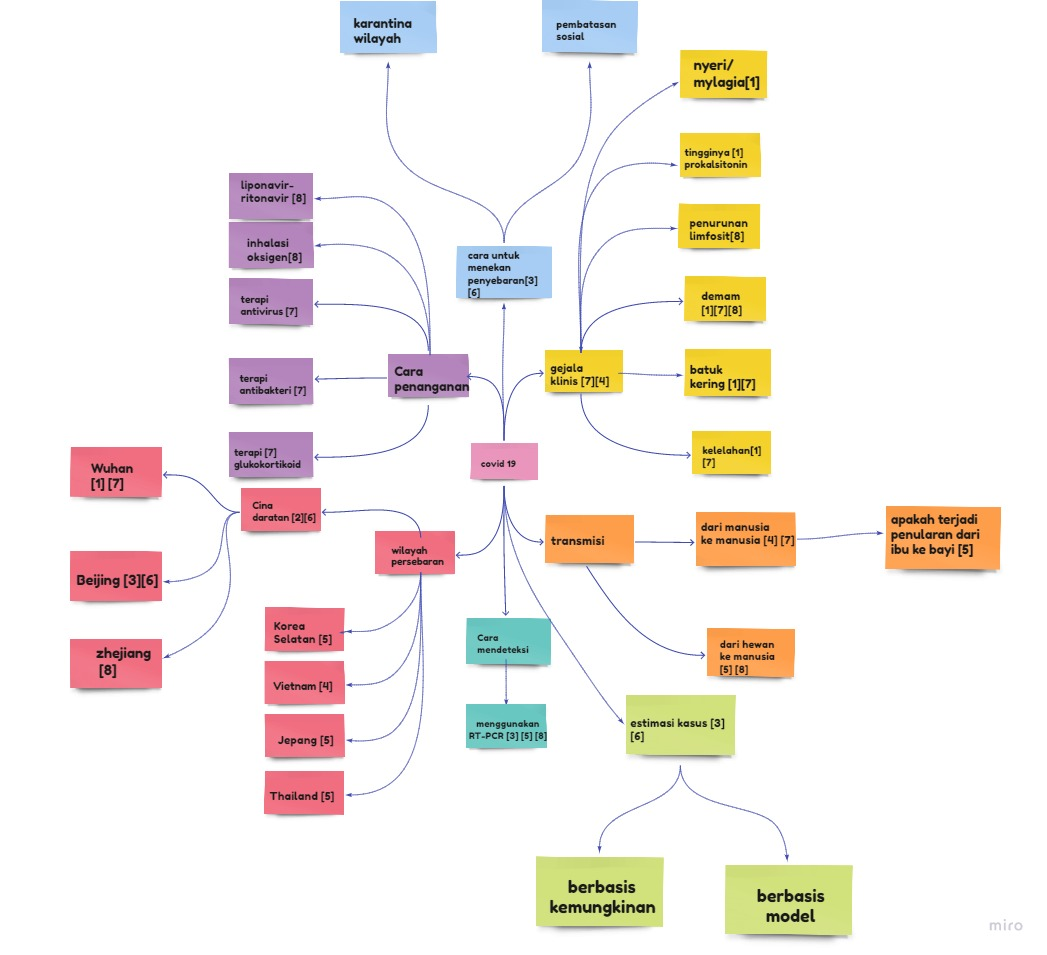 karantina
wilayah
pembatasan
sosial
nyeri/
mylagia[1]
tingginya [1]
prokalsitonin
penurunan
limfosit[8]
demam
[1][7][8]
batuk
kering [1][7]
kelelahan[1]
[7]
cara untuk
menekan
penyebaran[3]
[6]
gejala
klinis [7][4]
liponavir-
ritonavir [8]
inhalasi
oksigen[8]
terapi
antivirus [7]
terapi
antibakteri [7]
terapi [7]
glukokortikoid
Cara
penanganan
covid 19
Wuhan
[1] [7]
Cina
daratan [2][6]
Beijing [3][6]
zhejiang
[8]
wilayah
persebaran
Korea
Selatan [5]
Vietnam [4]
Jepang [5]
Thailand [5]
transmisi
dari manusia
ke manusia [4] [7]
apakah terjadi
penularan dari
ibu ke bayi [5]
dari hewan
ke manusia
[5] [8]
Cara
mendeteksi
menggunakan
RT-PCR [3] [5] [8]
estimasi kasus [3]
[6]
berbasis
kemungkinan
berbasis
model
miro